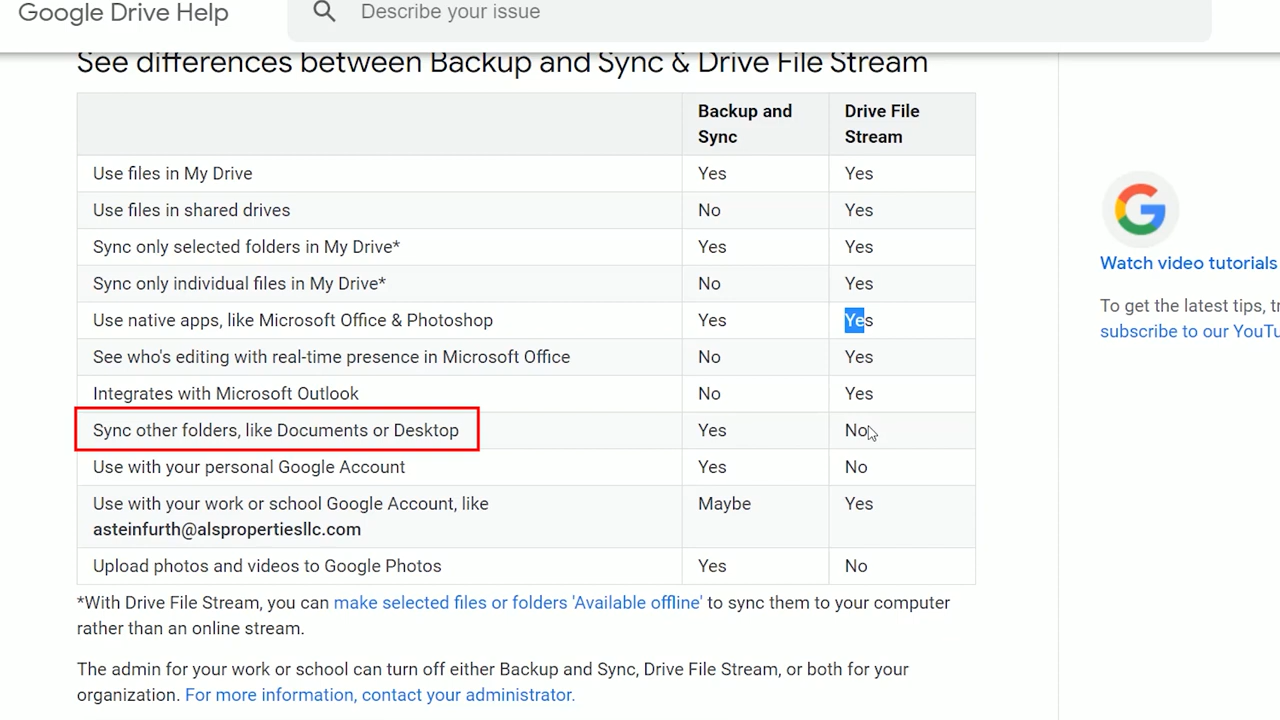 Google Drive Help
Describe your issue
See differences between Backup and Sync & Drive File Stream
Backup and Sync
Drive File Stream
Use files in My Drive Yes Yes
Use files in shared drives No Yes
Sync only selected folders in My Drive* Yes Yes
Sync only individual files in My Drive* No Yes
Use native apps, like Microsoft Office & Photoshop Yes Yes
See who's editing with real-time presence in Microsoft Office No Yes
Integrates with Microsoft Outlook No Yes
Sync other folders, like Documents or Desktop Yes No
Use with your personal Google Account Yes No
Use with your work or school Google Account, like Maybe Yes
asteinfurth@alspropertiesllc.com
Upload photos and videos to Google Photos Yes No
*With Drive File Stream, you can make selected files or folders 'Available offline' to sync them to your computer
rather than an online stream.
The admin for your work or school can turn off either Backup and Sync, Drive File Stream, or both for your
organization. For more information, contact your administrator.
Watch video tutorials
To get the latest tips,
subscribe to our